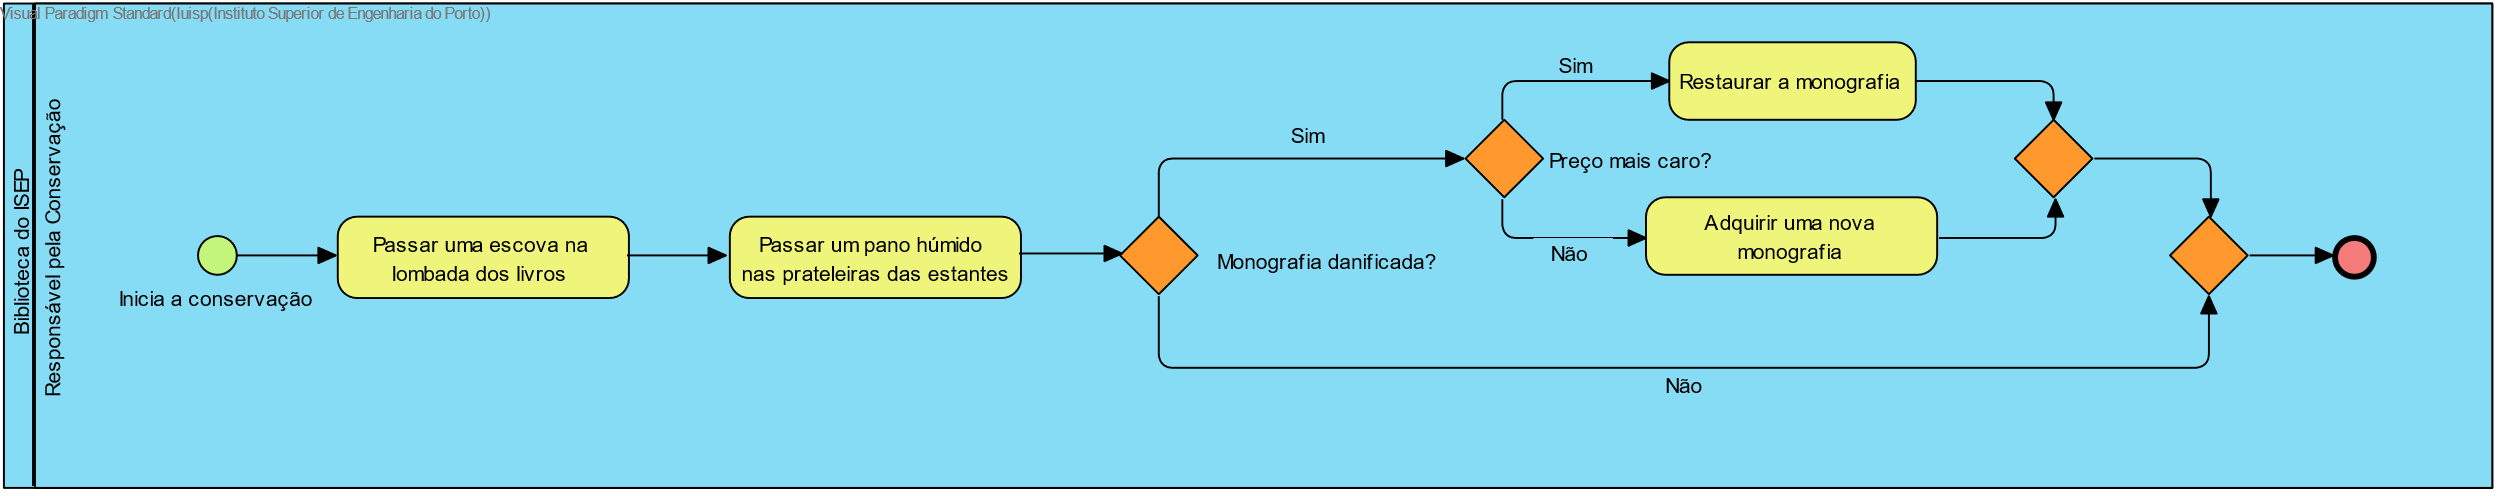 Visual Paradigm Standard(luisp(Instituto Superior de Engenharia do Porto))
Biblioteca do ISEP
Responsável pela Conservação
Inicia a conservação
Passar uma escova na
lombada dos livros
Passar um pano húmido
nas prateleiras das estantes
Monografia danificada?
Sim
Não
Preço mais caro?
Sim
Restaurar a monografia
Não
Adquirir uma nova
monografia